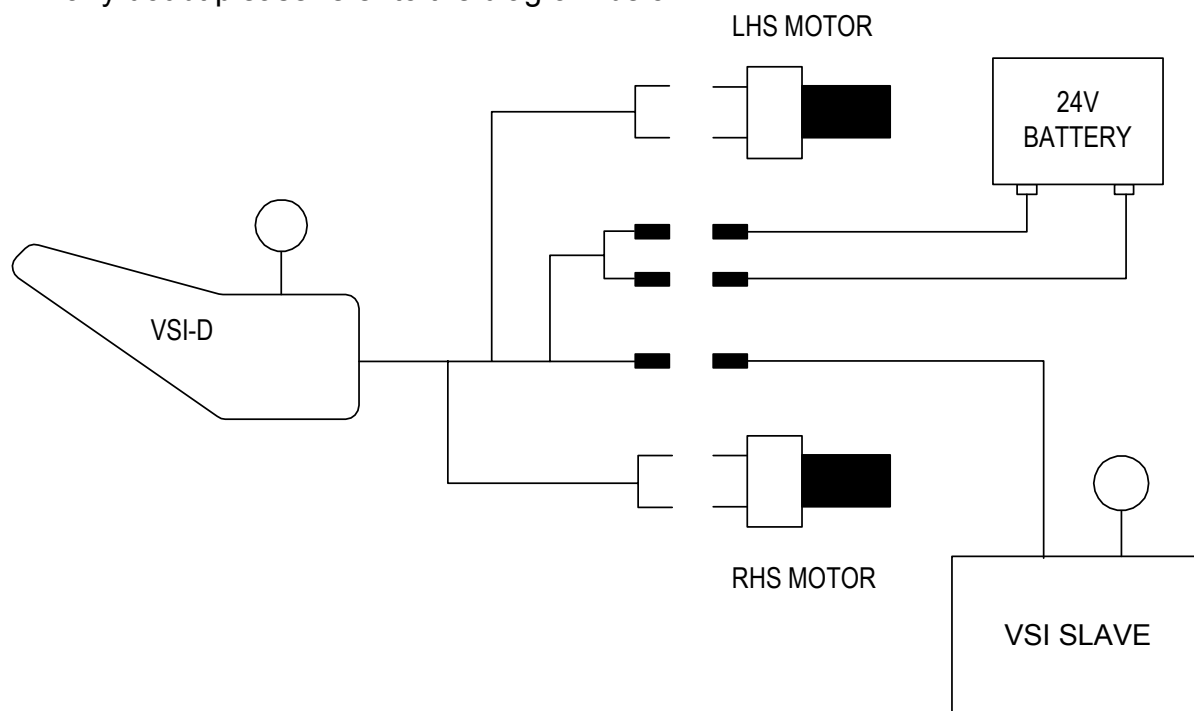 LHS MOTOR
24V
BATTERY
VSI-D
RHS MOTOR
VSI SLAVE